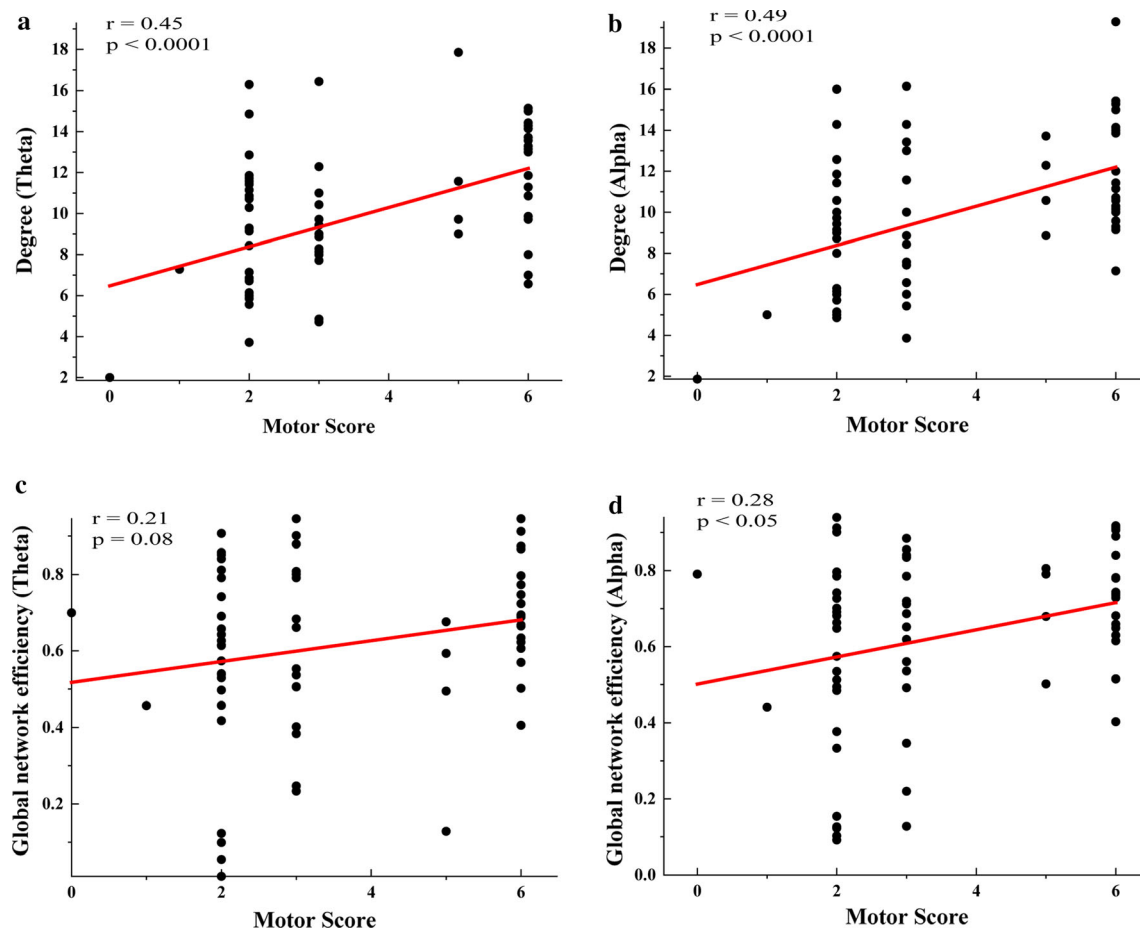 a
r = 0.45
p < 0.0001
18
16
14
12
10
8
6
4
2
Degree (Theta)
0
2
4
6
Motor Score
b
r = 0.49
p < 0.0001
18
16
14
12
10
8
6
4
2
Degree (Alpha)
0
2
4
6
Motor Score
c
r = 0.21
p = 0.08
0.8
0.6
0.4
0.2
Global network efficiency (Theta)
0
2
4
6
Motor Score
d
r = 0.28
p < 0.05
0.8
0.6
0.4
0.2
0.0
Global network efficiency (Alpha)
0
2
4
6
Motor Score